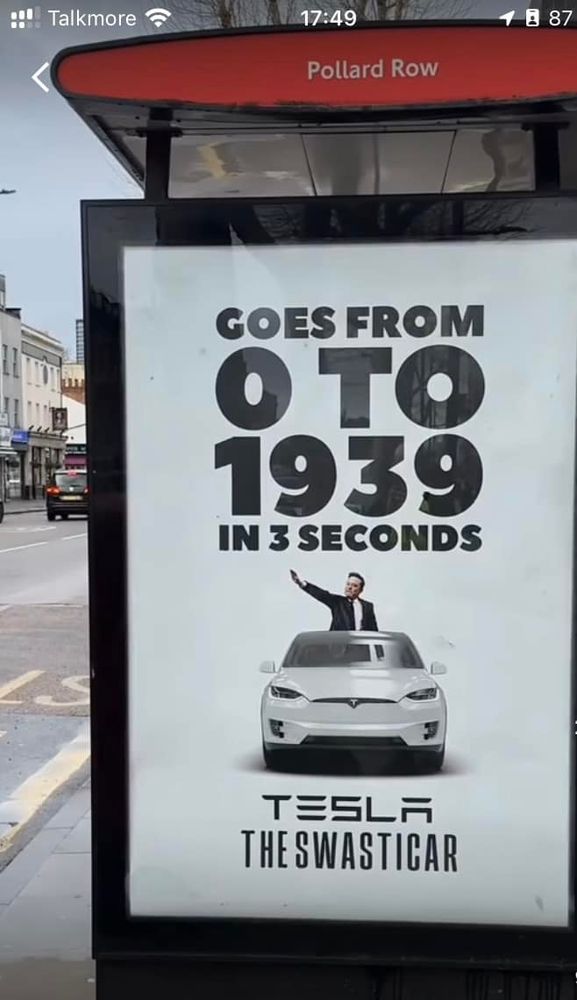 Talkmore 17:49 87
Pollard Row
GOES FROM
0 TO
1939
IN 3 SECONDS
TESLA
THE SWASTICAR